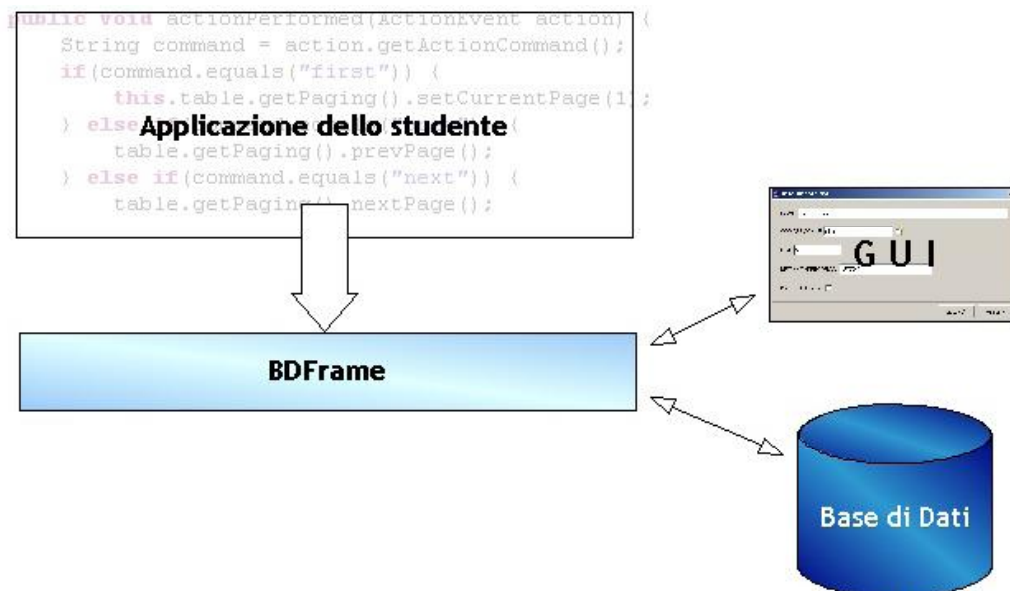 public void actionPerformed(ActionEvent action) {
String command = action.getActionCommand();
if(command.equals("first")) {
this.table.getPaging().setCurrentPage(1);
} else
Applicazione dello studente
{
table.getPaging().prevPage();
} else if(command.equals("next")) {
table.getPaging().nextPage();
G U I
BDFrame
Base di Dati